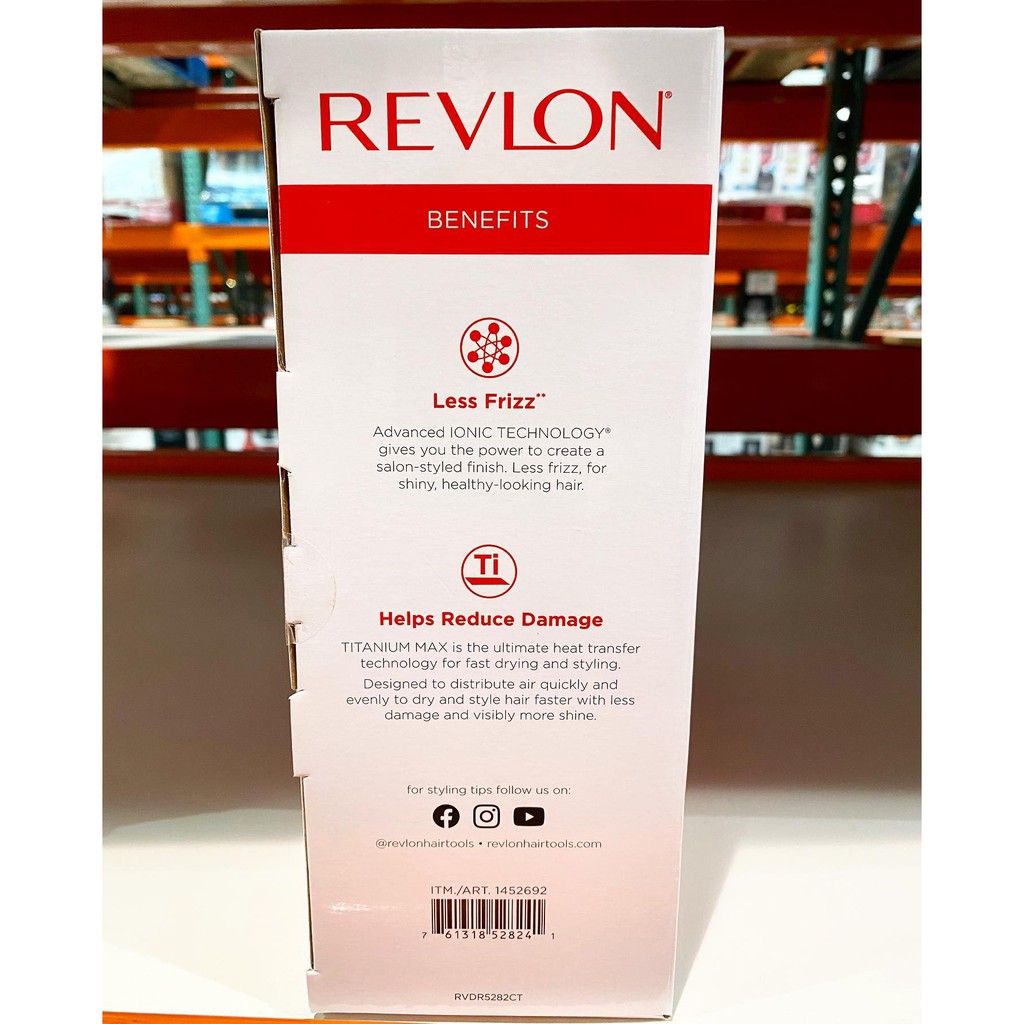 REVLON®
BENEFITS
Less Frizz**
Advanced IONIC TECHNOLOGY®
gives you the power to create a
salon-styled finish. Less frizz, for
shiny, healthy-looking hair.
Ti
Helps Reduce Damage
TITANIUM MAX is the ultimate heat transfer
technology for fast drying and styling.
Designed to distribute air quickly and
evenly to dry and style hair faster with less
damage and visibly more shine.
for styling tips follow us on:
@revlonhairtools • revlonhairtools.com
ITM./ART. 1452692
7 61318 52824 1
RVDR5282CT